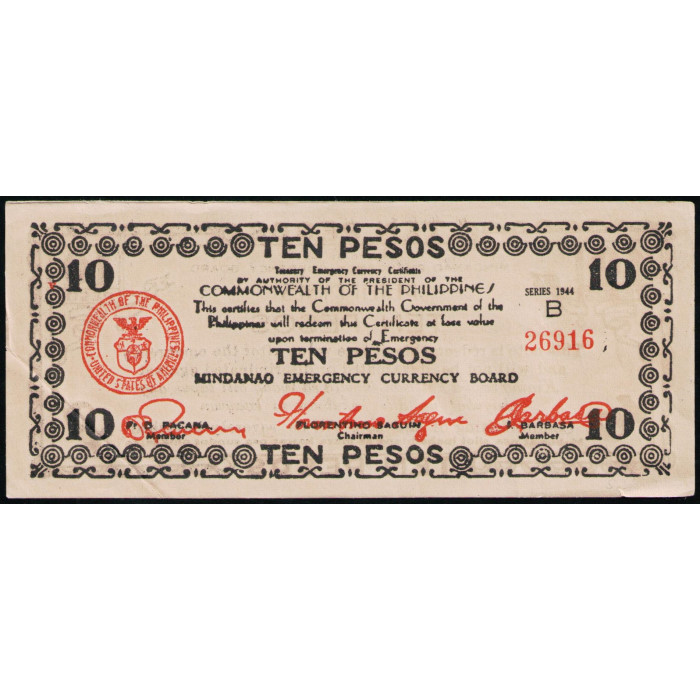 TEN PESOS
10 10
Treasury Emergency Currency Certificate
BY AUTHORITY OF THE PRESIDENT OF THE
COMMONWEALTH OF THE PHILIPPINES
This certifies that the Commonwealth Government of the
Philippines will redeem this Certificate at face value
upon termination of Emergency
SERIES 1944
B
26916
COMMONWEALTH OF THE PHILIPPINES
UNITED STATES OF AMERICA
TEN PESOS
MINDANAO EMERGENCY CURRENCY BOARD
10 10
P. D. PACANA FLORENTINO SAGUIN J. BARBASA
Member Chairman Member
TEN PESOS